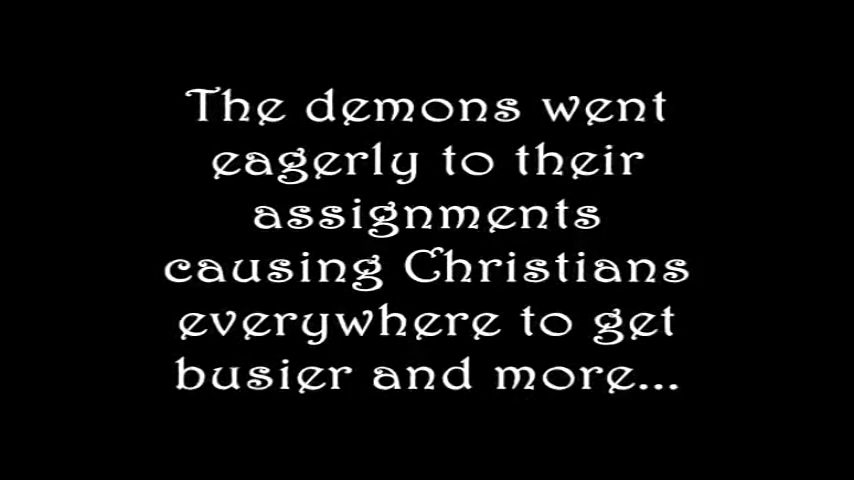 The demons went
eagerly to their
assignments
causing Christians
everywhere to get
busier and more...